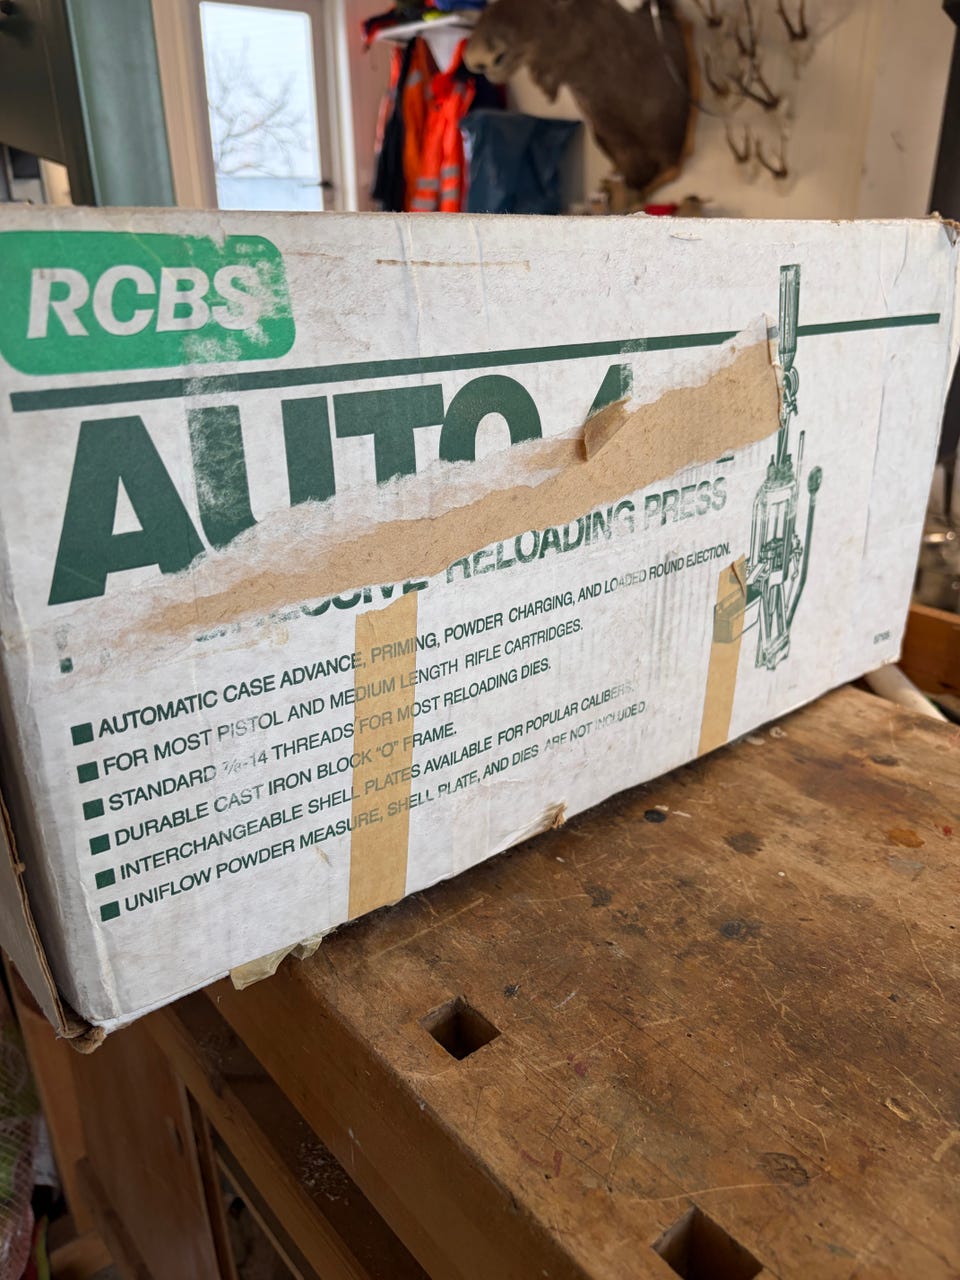 RCBS
AUTO
RELOADING PRESS
■ AUTOMATIC CASE ADVANCE, PRIMING, POWDER CHARGING, AND LOADED ROUND EJECTION.
■ FOR MOST PISTOL AND MEDIUM LENGTH RIFLE CARTRIDGES.
■ STANDARD 7/8-14 THREADS FOR MOST RELOADING DIES.
■ DURABLE CAST IRON BLOCK "O" FRAME.
■ INTERCHANGEABLE SHELL PLATES AVAILABLE FOR POPULAR CALIBERS.
■ UNIFLOW POWDER MEASURE, SHELL PLATE, AND DIES ARE NOT INCLUDED.